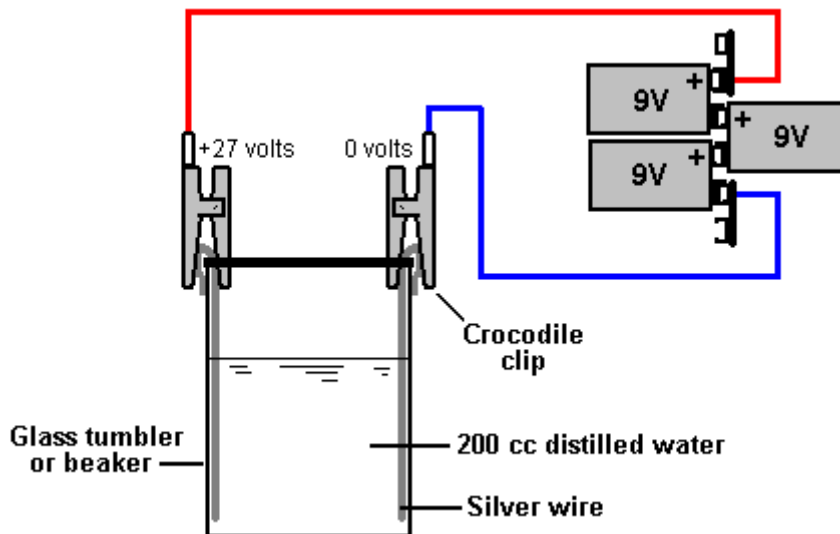 +
9V
+27 volts
0 volts
+
9V
+
9V
Crocodile
clip
Glass tumbler
or beaker
200 cc distilled water
Silver wire